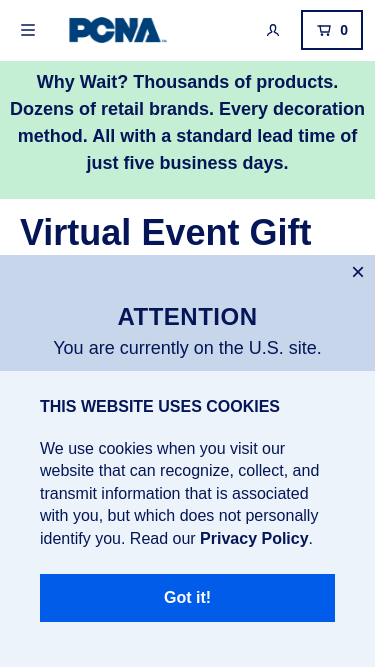 PCNA
0
Why Wait? Thousands of products.
Dozens of retail brands. Every decoration
method. All with a standard lead time of
just five business days.
Virtual Event Gift
ATTENTION
You are currently on the U.S. site.
THIS WEBSITE USES COOKIES
We use cookies when you visit our
website that can recognize, collect, and
transmit information that is associated
with you, but which does not personally
identify you. Read our Privacy Policy.
Got it!